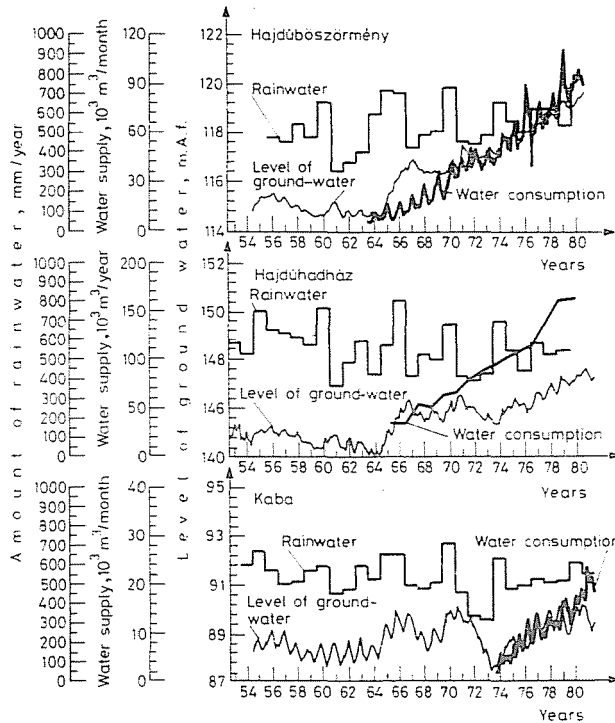 Amount of rainwater, mm/year
Level of ground water, m.A.f.
1000
900
800
700
600
500
400
300
200
100
0
Water supply, 10³ m³/month
120
90
60
30
0
122
120
118
116
114
Hajdúböszörmény
Rainwater
Level of ground-water
Water consumption
54 56 58 60 62 64 66 68 70 72 74 76 78 80
Years
1000
900
800
700
600
500
400
300
200
100
0
Water supply, 10³ m³/year
200
150
100
50
0
152
150
148
146
140
Hajdúhadház
Rainwater
Level of ground-water
Water consumption
54 56 58 60 62 64 66 68 70 72 74 76 78 80
Years
1000
900
800
700
600
500
400
300
200
100
0
Water supply, 10³ m³/month
40
30
20
10
0
95
93
91
89
87
Kaba
Rainwater
Water consumption
Level of ground-
water
54 56 58 60 62 64 66 68 70 72 74 76 78 80
Years